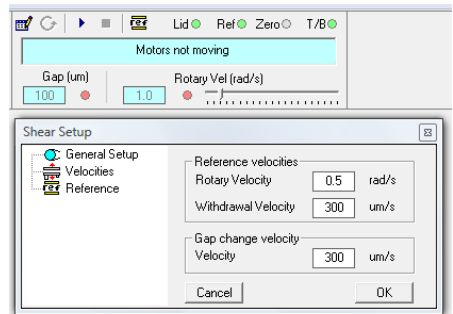 Lid Ref Zero T/B
Motors not moving
Gap (um) Rotary Vel (rad/s)
100 1.0
Shear Setup
General Setup
Velocities
Reference
Reference velocities
Rotary Velocity 0.5 rad/s
Withdrawal Velocity 300 um/s
Gap change velocity
Velocity 300 um/s
Cancel OK